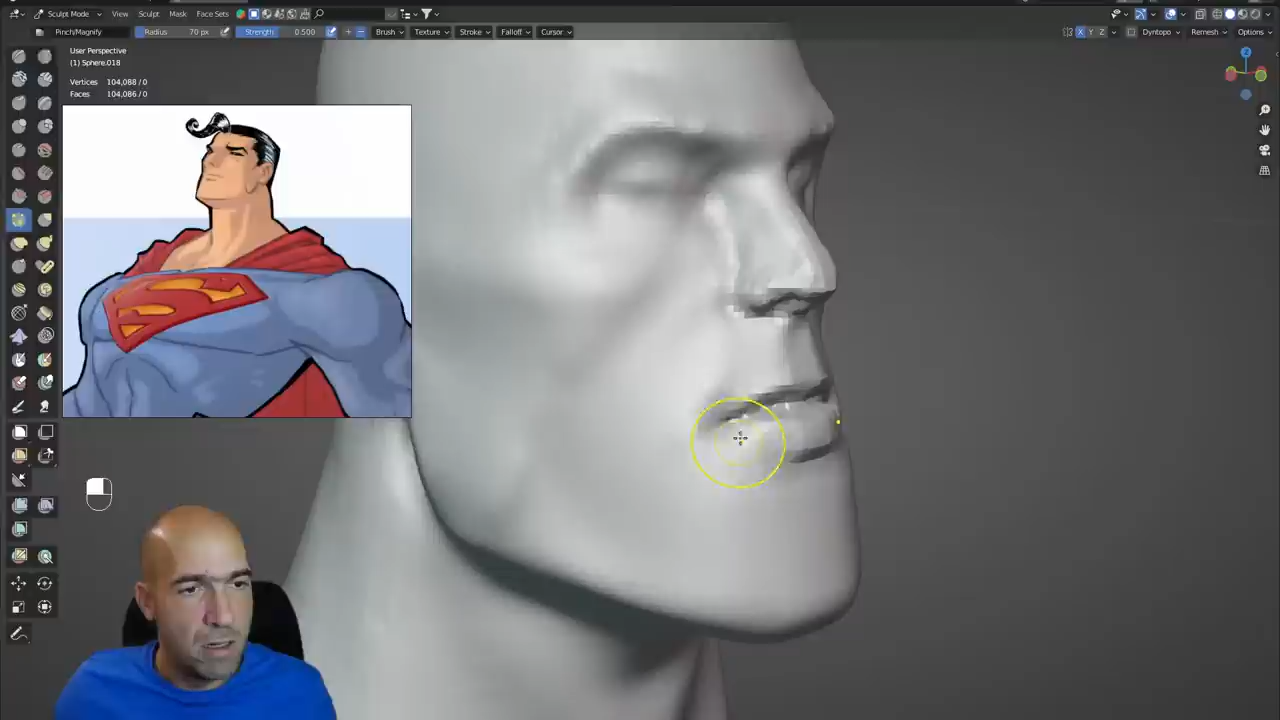 Sculpt Mode View Sculpt Mask Face Sets
Pinch/Magnify Radius 70 px Strength 0.500 Brush Texture Stroke Falloff Cursor X Y Z Dyntopo Remesh Options
User Perspective
(1) Sphere.018
Vertices 104,088 / 0
Faces 104,086 / 0
Z